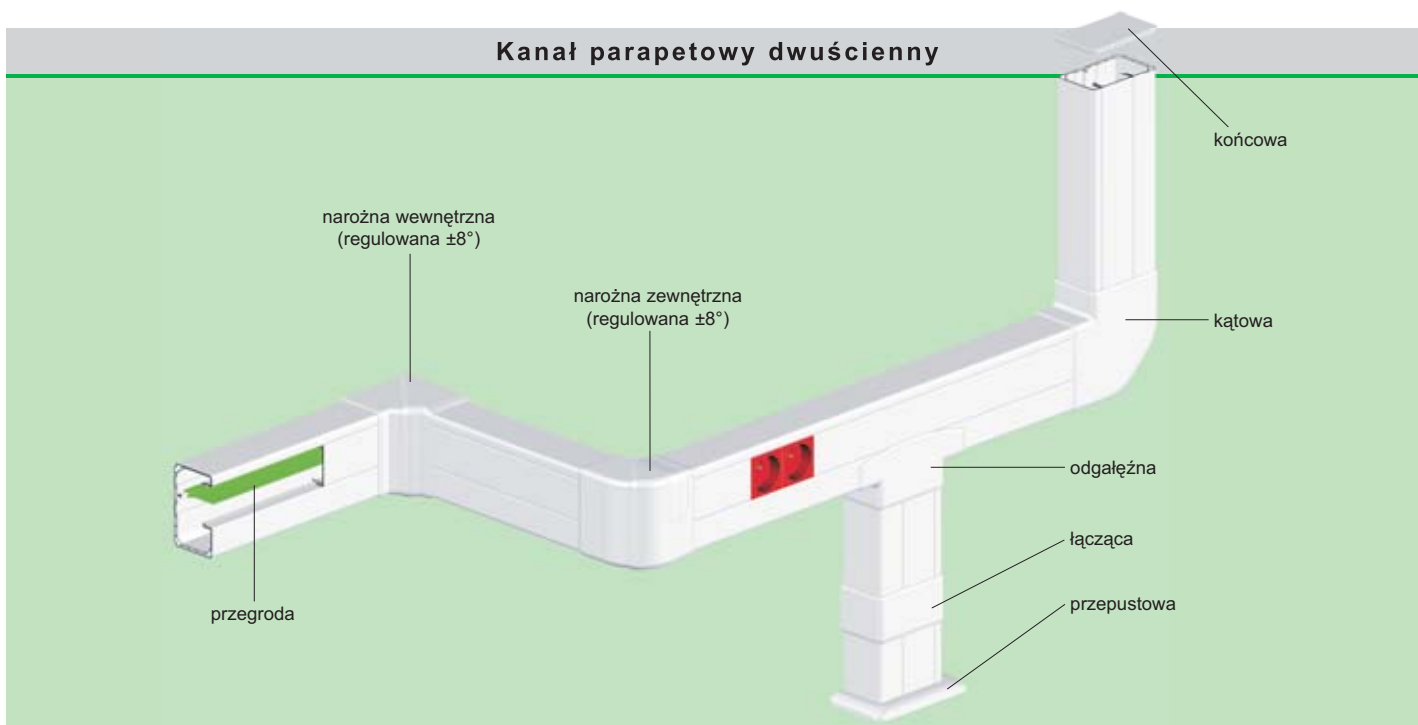 Kanał parapetowy dwuścienny
końcowa
narożna wewnętrzna
(regulowana ±8°)
narożna zewnętrzna
(regulowana ±8°)
kątowa
odgałęźna
łącząca
przepustowa
przegroda